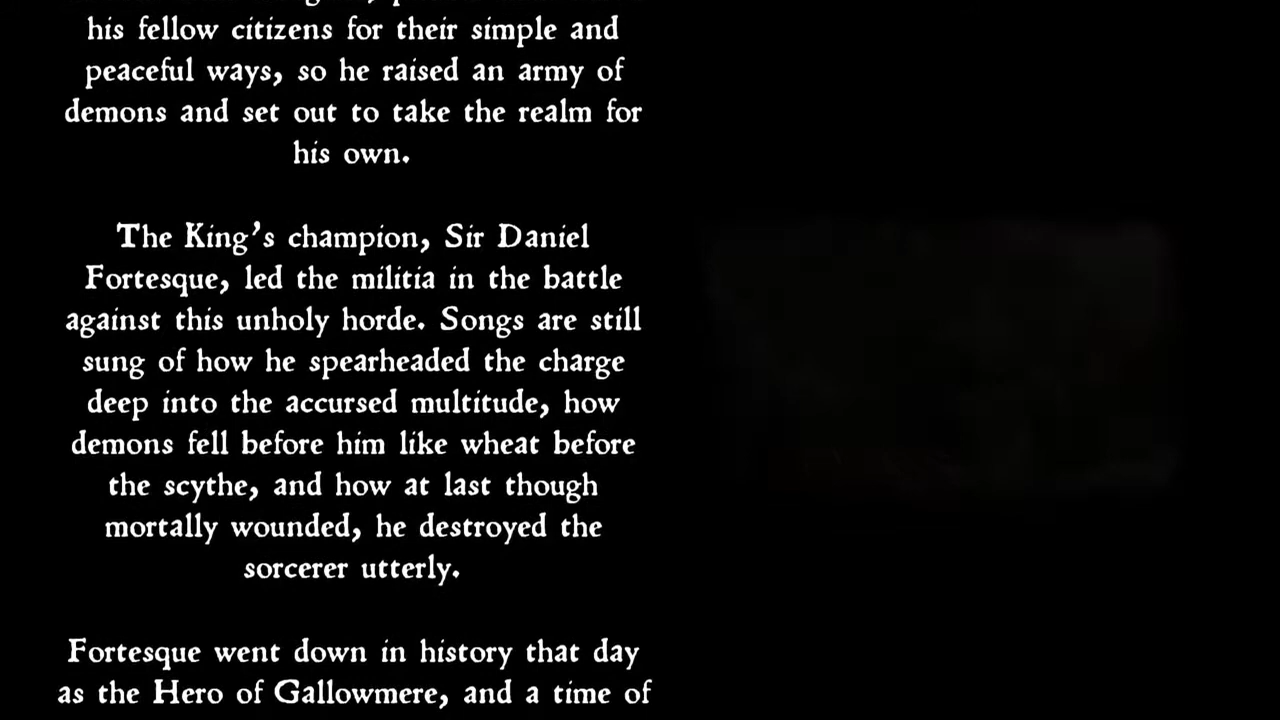 his fellow citizens for their simple and
peaceful ways, so he raised an army of
demons and set out to take the realm for
his own.
The King's champion, Sir Daniel
Fortesque, led the militia in the battle
against this unholy horde. Songs are still
sung of how he spearheaded the charge
deep into the accursed multitude, how
demons fell before him like wheat before
the scythe, and how at last though
mortally wounded, he destroyed the
sorcerer utterly.
Fortesque went down in history that day
as the Hero of Gallowmere, and a time of